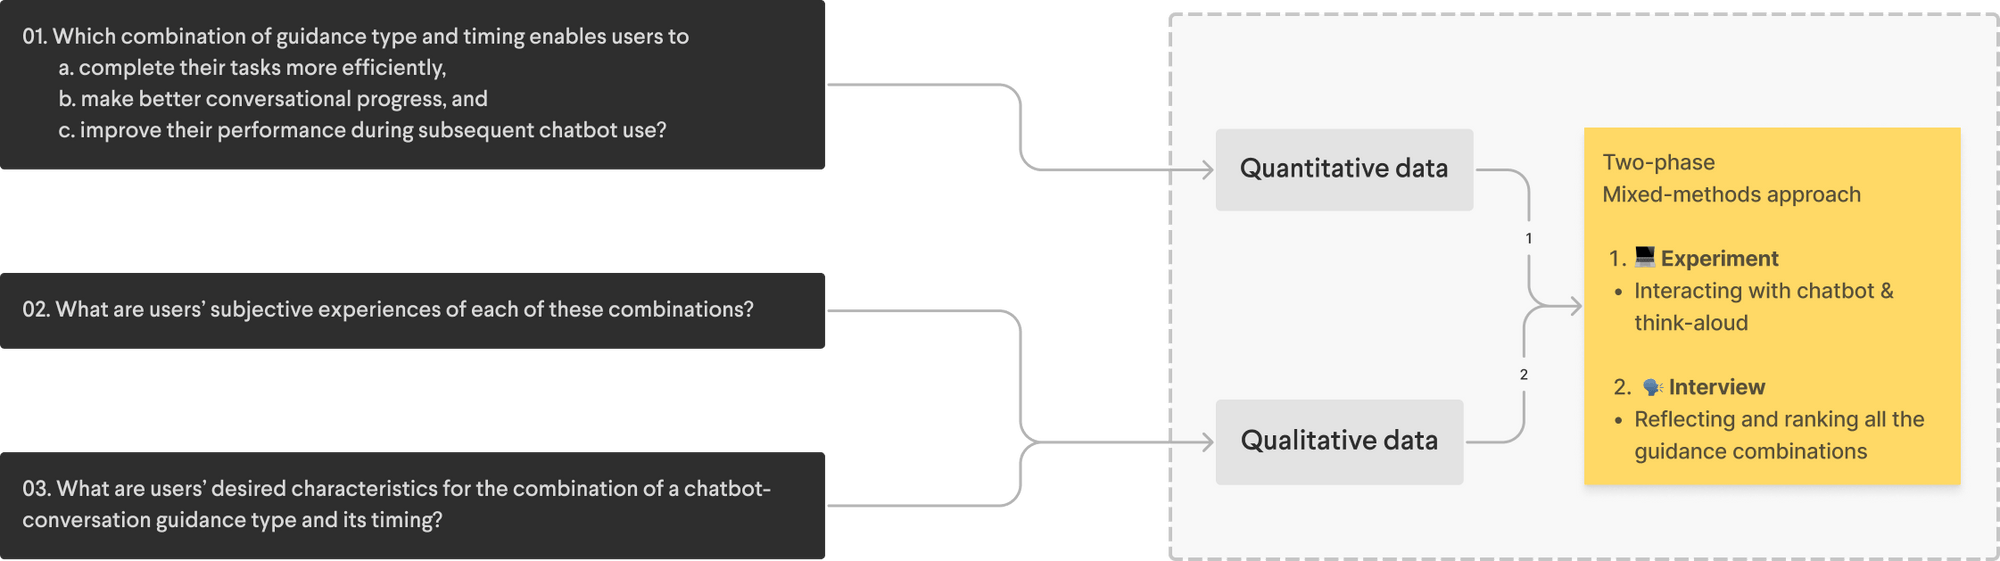 01. Which combination of guidance type and timing enables users to
a. complete their tasks more efficiently,
b. make better conversational progress, and
c. improve their performance during subsequent chatbot use?
02. What are users’ subjective experiences of each of these combinations?
03. What are users’ desired characteristics for the combination of a chatbot-
conversation guidance type and its timing?
Quantitative data
Qualitative data
1
2
Two-phase
Mixed-methods approach
1. 💻 Experiment
• Interacting with chatbot &
think-aloud
2. 🗣 Interview
• Reflecting and ranking all the
guidance combinations